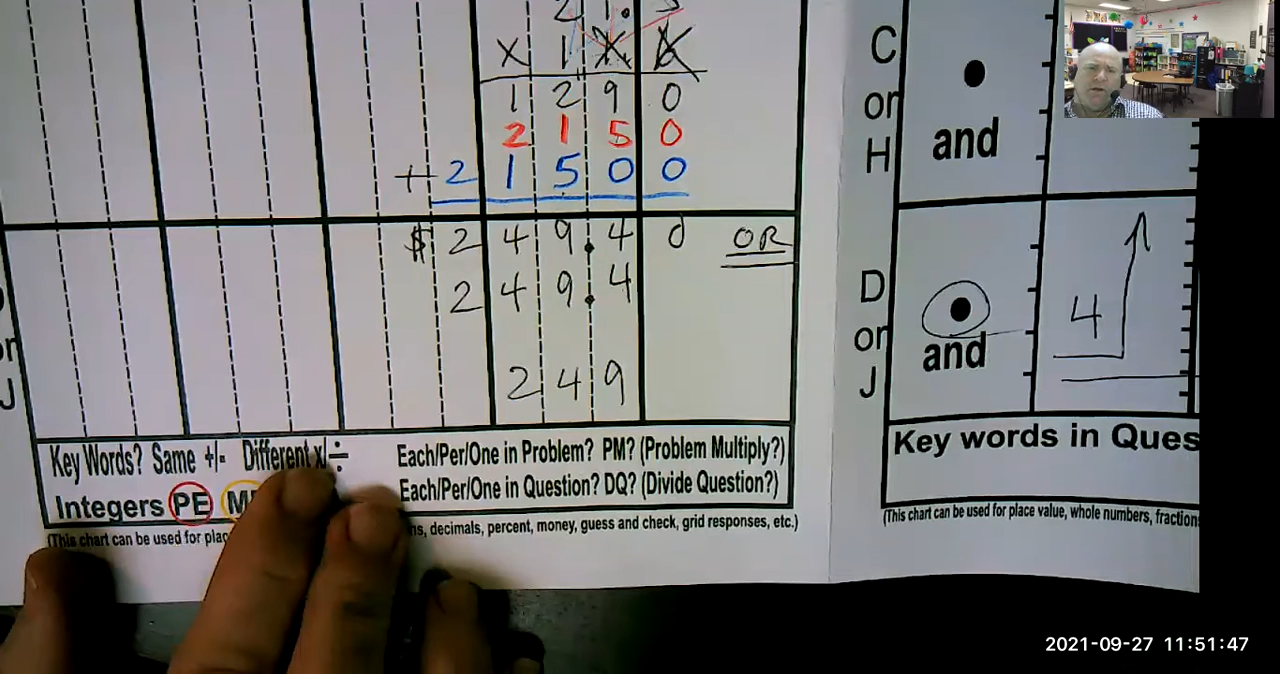 2 1 .
X 1 X X
1 2 9 0
2 1 5 0
+ 2 1 5 0 0
$ 2 4 9 . 4 0 OR
2 4 9 . 4
2 4 9
or
J
Key Words? Same +/- Different x/÷
Integers PE
Each/Per/One in Problem? PM? (Problem Multiply?)
Each/Per/One in Question? DQ? (Divide Question?)
(This chart can be used for plac
ns, decimals, percent, money, guess and check, grid responses, etc.)
C
or
H
and
D
or
J
and
4
Key words in Ques
(This chart can be used for place value, whole numbers, fraction
2021-09-27 11:51:47